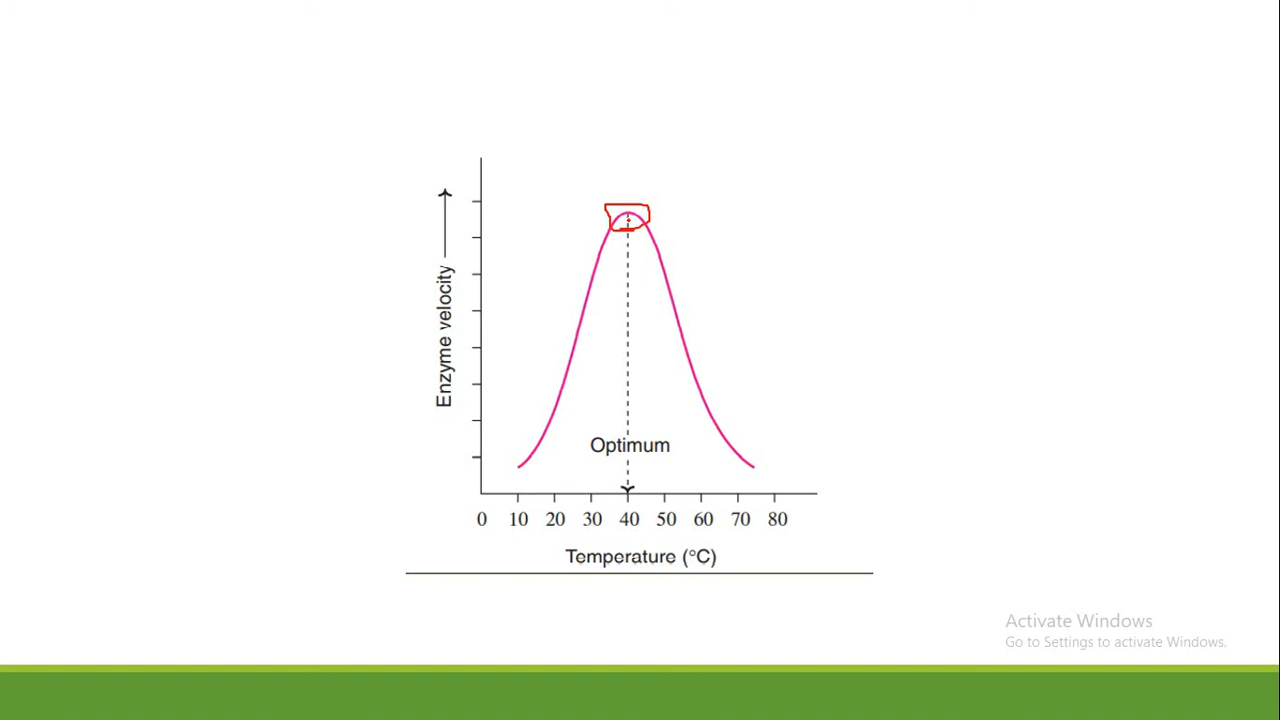 Enzyme velocity
Optimum
0 10 20 30 40 50 60 70 80
Temperature (°C)
Activate Windows
Go to Settings to activate Windows.